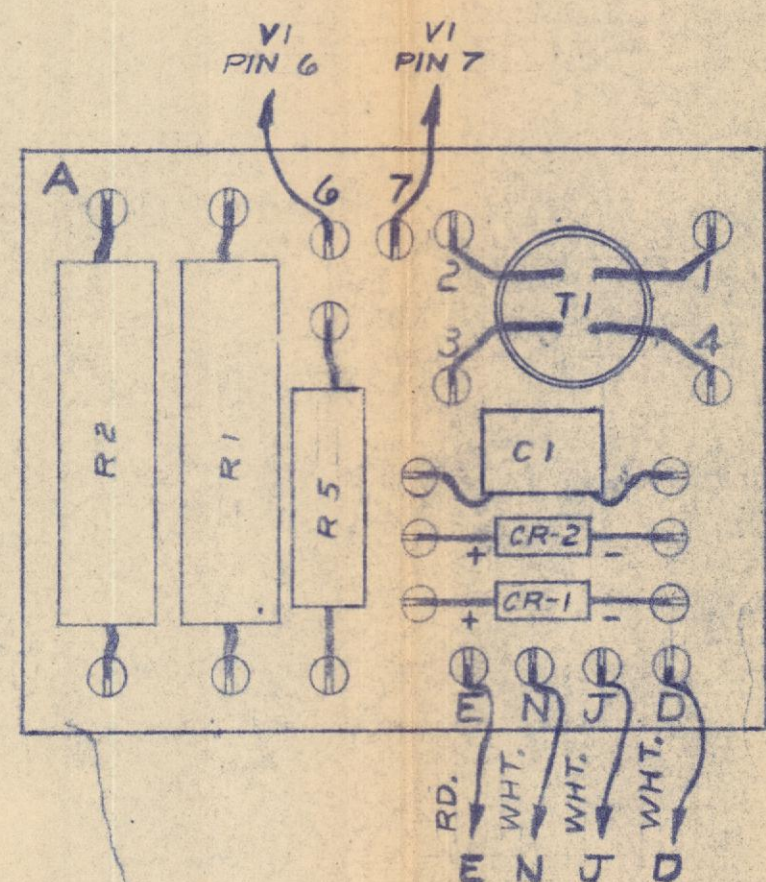 V1 V1
PIN 6 PIN 7
A 6 7
2 1
T1
3 4
R2 R1 R5 C1
+ CR-2 -
+ CR-1 -
E N J D
RD. WHT. WHT. WHT.
E N J D